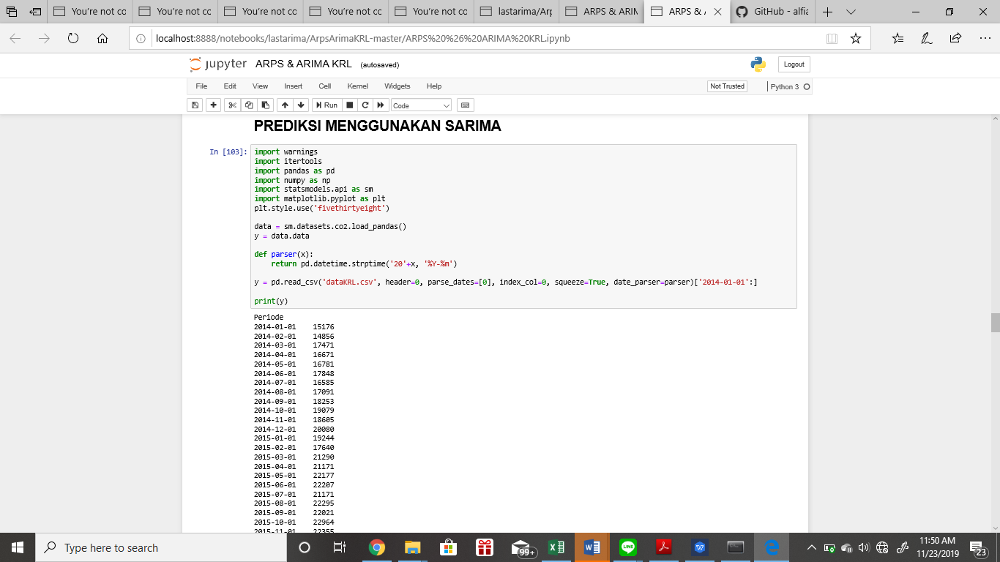 You're not co
You're not co
You're not co
You're not co
You're not co
lastarima/Arp
ARPS & ARIM
ARPS & A
GitHub - alfia
localhost:8888/notebooks/lastarima/ArpsArimaKRL-master/ARPS%20%26%20ARIMA%20KRL.ipynb
jupyter ARPS & ARIMA KRL (autosaved)
Logout
File Edit View Insert Cell Kernel Widgets Help
Not Trusted
Python 3
Run
Code
PREDIKSI MENGGUNAKAN SARIMA
In [103]:
import warnings
import itertools
import pandas as pd
import numpy as np
import statsmodels.api as sm
import matplotlib.pyplot as plt
plt.style.use('fivethirtyeight')
data = sm.datasets.co2.load_pandas()
y = data.data
def parser(x):
    return pd.datetime.strptime('20'+x, '%Y-%m')
y = pd.read_csv('dataKRL.csv', header=0, parse_dates=[0], index_col=0, squeeze=True, date_parser=parser)['2014-01-01':]
print(y)
Periode
2014-01-01 15176
2014-02-01 14856
2014-03-01 17471
2014-04-01 16671
2014-05-01 16781
2014-06-01 17848
2014-07-01 16585
2014-08-01 17091
2014-09-01 18253
2014-10-01 19079
2014-11-01 18605
2014-12-01 20080
2015-01-01 19244
2015-02-01 17640
2015-03-01 21290
2015-04-01 21171
2015-05-01 22177
2015-06-01 22207
2015-07-01 21171
2015-08-01 22295
2015-09-01 22021
2015-10-01 22964
2015-11-01 22355
Type here to search
99+
LINE
11:50 AM
11/23/2019
23